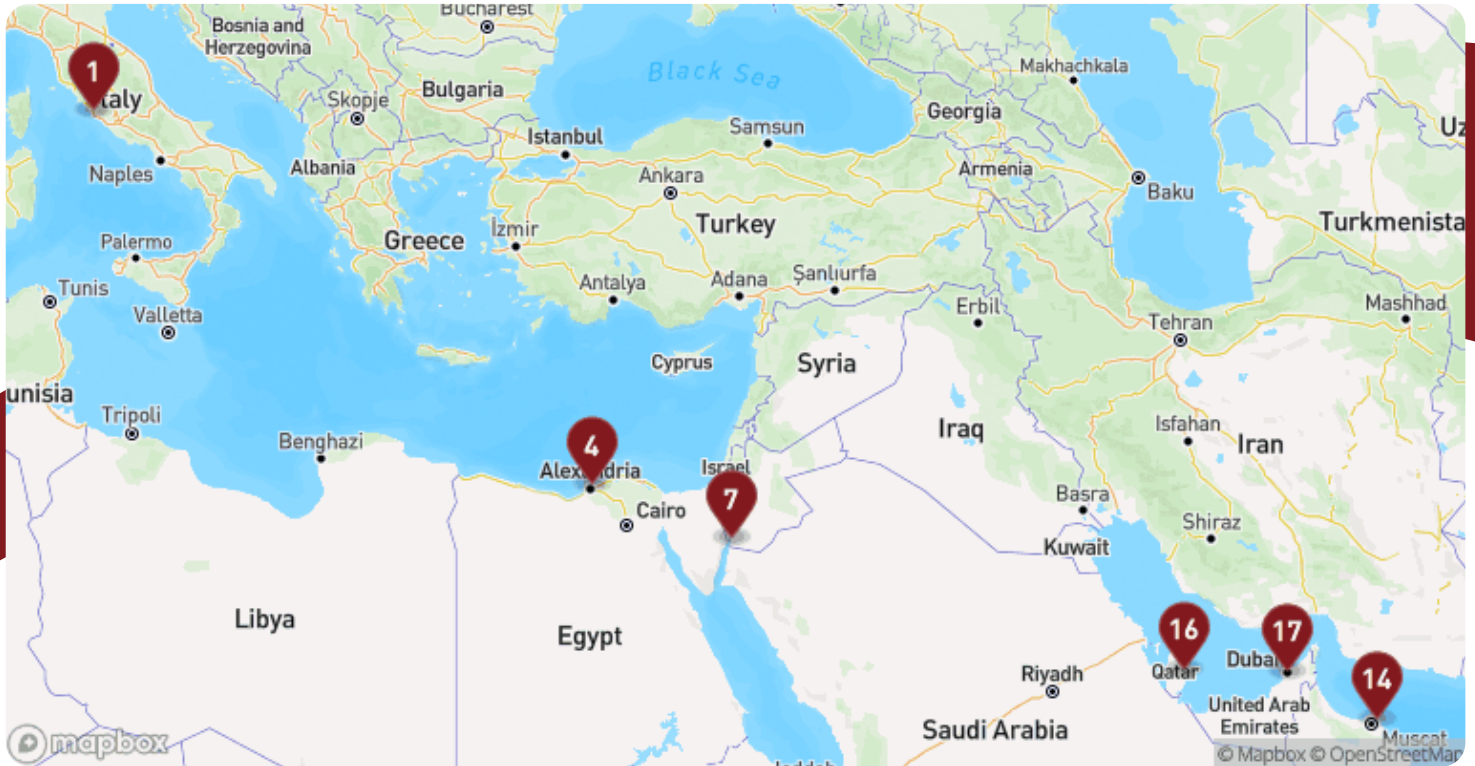 Bucharest
Bosnia and
Herzegovina
1
Italy
Black Sea
Makhachkala
Bulgaria
Skopje
Georgia
Uz
Istanbul
Samsun
Naples
Albania
Ankara
Armenia
Baku
Turkey
Turkmenista
Greece
İzmir
Palermo
Antalya
Adana
Şanlıurfa
Tunis
Erbil
Mashhad
Valletta
Tehran
Cyprus
Syria
unisia
Tripoli
Isfahan
Benghazi
4
Iraq
Iran
Alexandria
Israel
7
Basra
Cairo
Shiraz
Kuwait
Libya
Egypt
16
17
Dubai
Qatar
Riyadh
14
United Arab
Emirates
Saudi Arabia
Muscat
mapbox
© Mapbox © OpenStreetMap